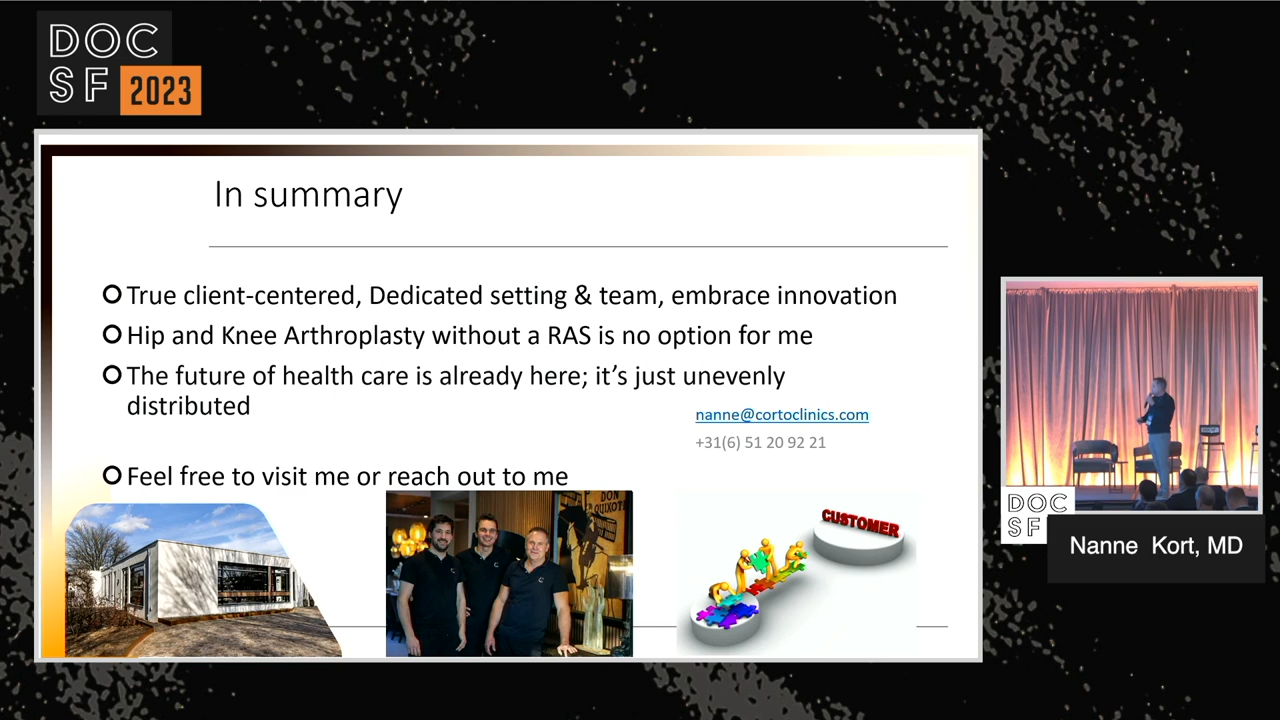 DOC
SF 2023
In summary
True client-centered, Dedicated setting & team, embrace innovation
Hip and Knee Arthroplasty without a RAS is no option for me
The future of health care is already here; it's just unevenly
distributed
nanne@cortoclinics.com
+31(6) 51 20 92 21
Feel free to visit me or reach out to me
DON
QUIXOTE
CUSTOMER
DOC
SF
Nanne Kort, MD